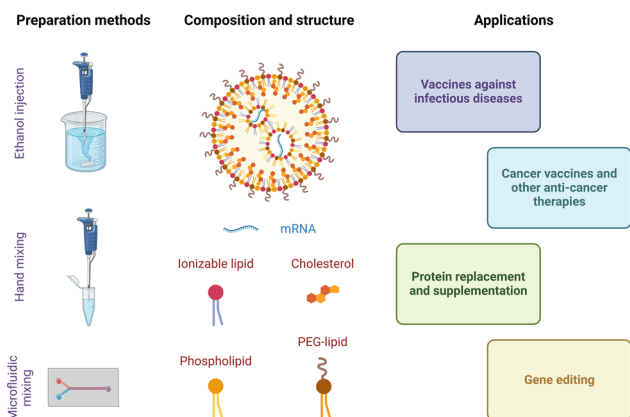 Preparation methods
Composition and structure
Applications
Ethanol injection
Hand mixing
Microfluidic
mixing
mRNA
Ionizable lipid
Cholesterol
Phospholipid
PEG-lipid
Vaccines against
infectious diseases
Cancer vaccines and
other anti-cancer
therapies
Protein replacement
and supplementation
Gene editing